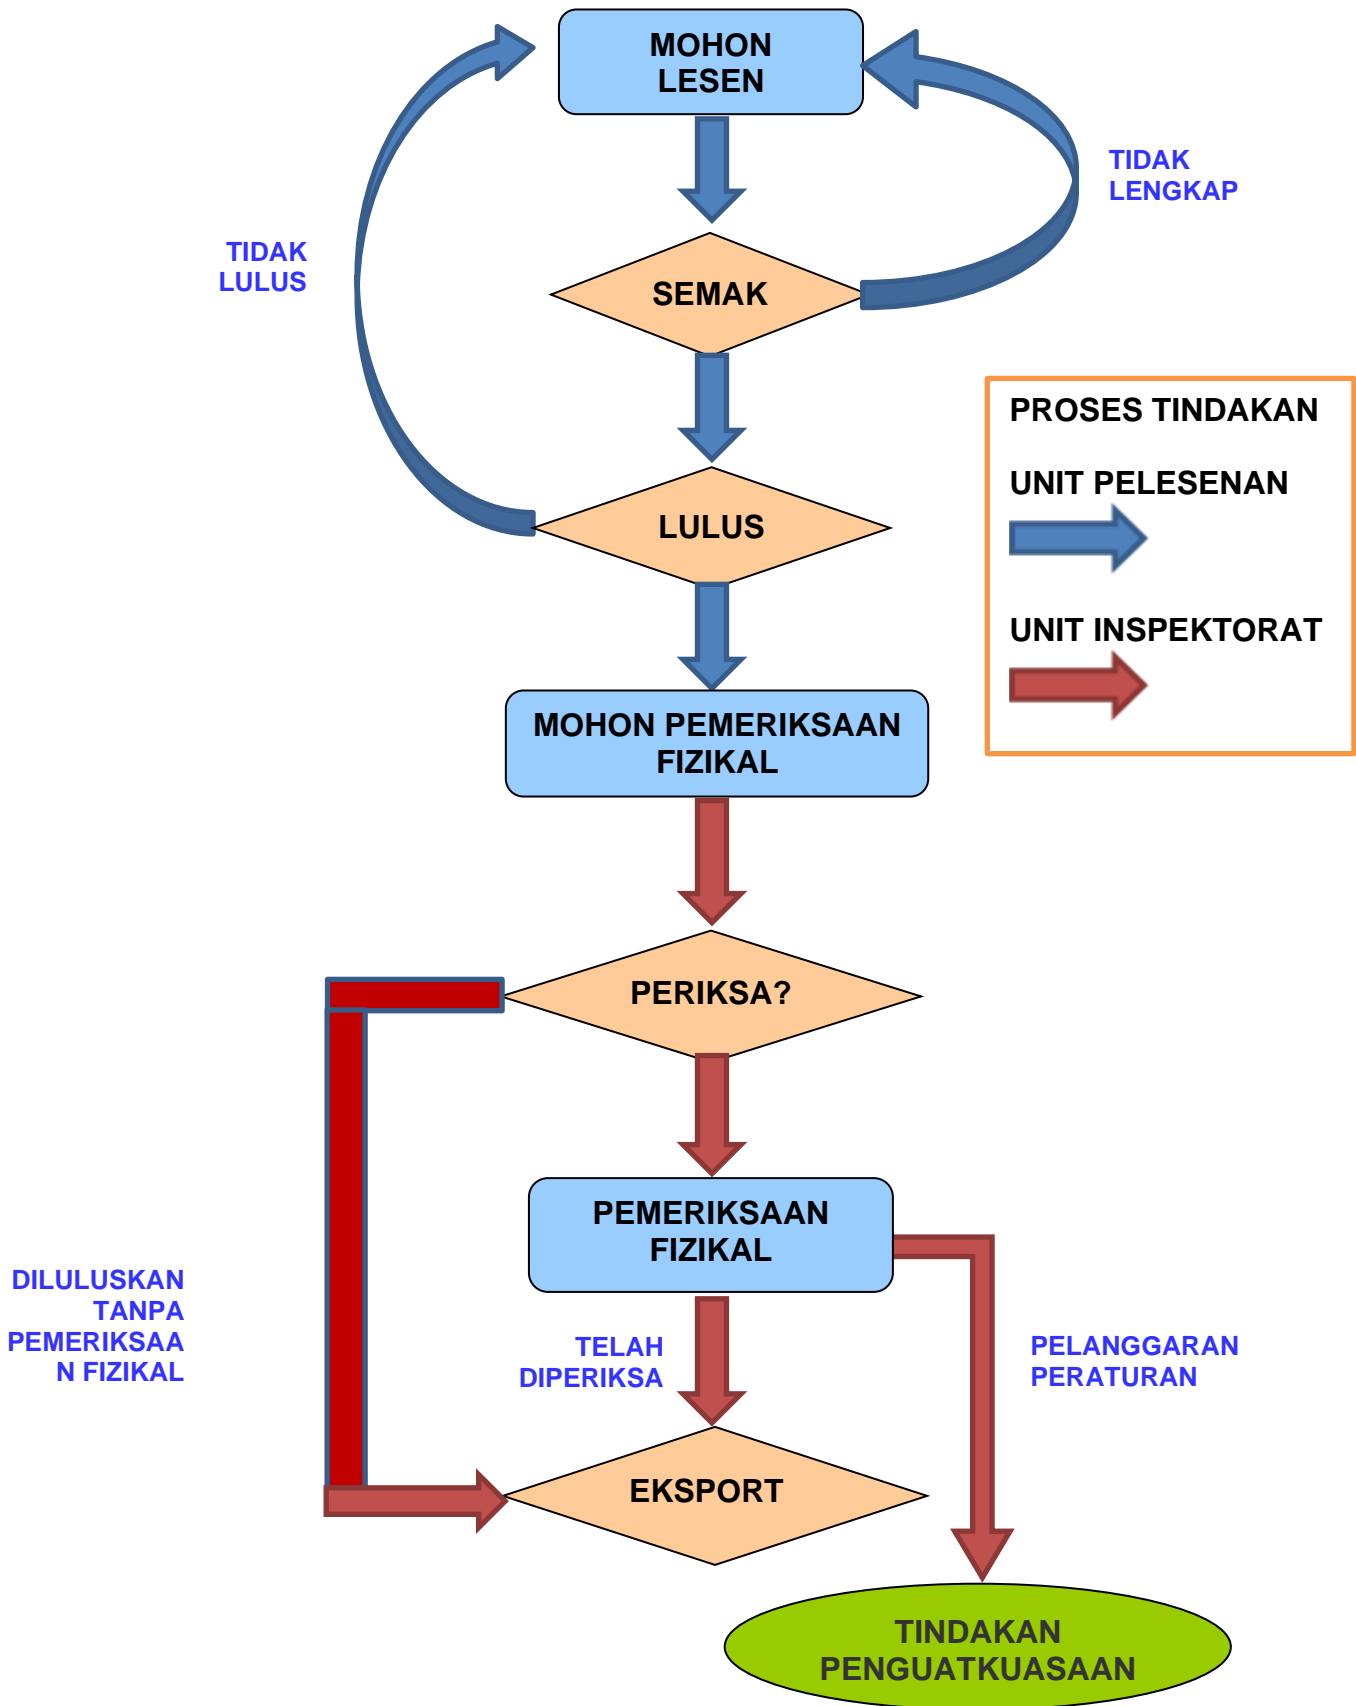 MOHON
LESEN
TIDAK
LENGKAP
TIDAK
LULUS
SEMAK
PROSES TINDAKAN
UNIT PELESENAN
LULUS
UNIT INSPEKTORAT
MOHON PEMERIKSAAN
FIZIKAL
PERIKSA?
PEMERIKSAAN
FIZIKAL
DILULUSKAN
TANPA
PEMERIKSAA
N FIZIKAL
TELAH
DIPERIKSA
PELANGGARAN
PERATURAN
EKSPORT
TINDAKAN
PENGUATKUASAAN